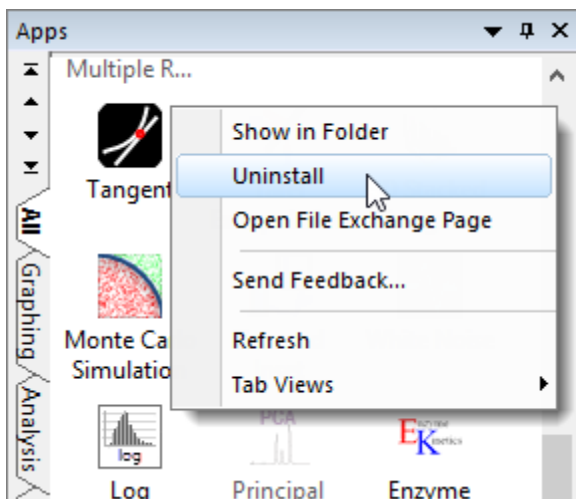 Apps
Multiple R...
Tangent
Show in Folder
Uninstall
Open File Exchange Page
Send Feedback...
Refresh
Tab Views
All
Graphing
Analysis
Monte Ca
Simulatio
log
Log
PCA
Principal
Enzyme
Kinetics
Enzyme